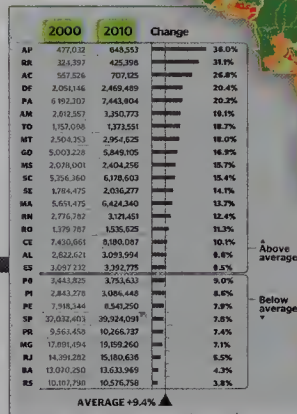 2000 2010 Change
AP 477,032 648,553 36.0%
RR 324,397 425,398 31.1%
AC 557,526 707,125 26.8%
DF 2,051,146 2,469,489 20.4%
PA 6,192,307 7,443,904 20.2%
AM 2,812,557 3,350,773 19.1%
TO 1,157,098 1,373,551 18.7%
MT 2,504,353 2,954,625 18.0%
GO 5,003,228 5,849,105 16.9%
MS 2,078,001 2,404,256 15.7%
SC 5,356,360 6,178,603 15.4%
SE 1,784,475 2,036,277 14.1%
MA 5,651,475 6,424,340 13.7%
RN 2,776,782 3,121,451 12.4%
RO 1,379,787 1,535,625 11.3%
CE 7,430,661 8,180,087 10.1%
AL 2,822,621 3,093,994 9.6%
ES 3,097,232 3,392,775 9.5%
Above
average
PB 3,443,825 3,753,633 9.0%
PI 2,843,278 3,086,448 8.6%
PE 7,918,344 8,541,250 7.9%
SP 37,032,403 39,924,091 7.8%
PR 9,563,458 10,266,737 7.4%
MG 17,891,494 19,159,260 7.1%
RJ 14,391,282 15,180,636 5.5%
BA 13,070,250 13,633,969 4.3%
RS 10,187,798 10,576,758 3.8%
Below
average
AVERAGE +9.4%